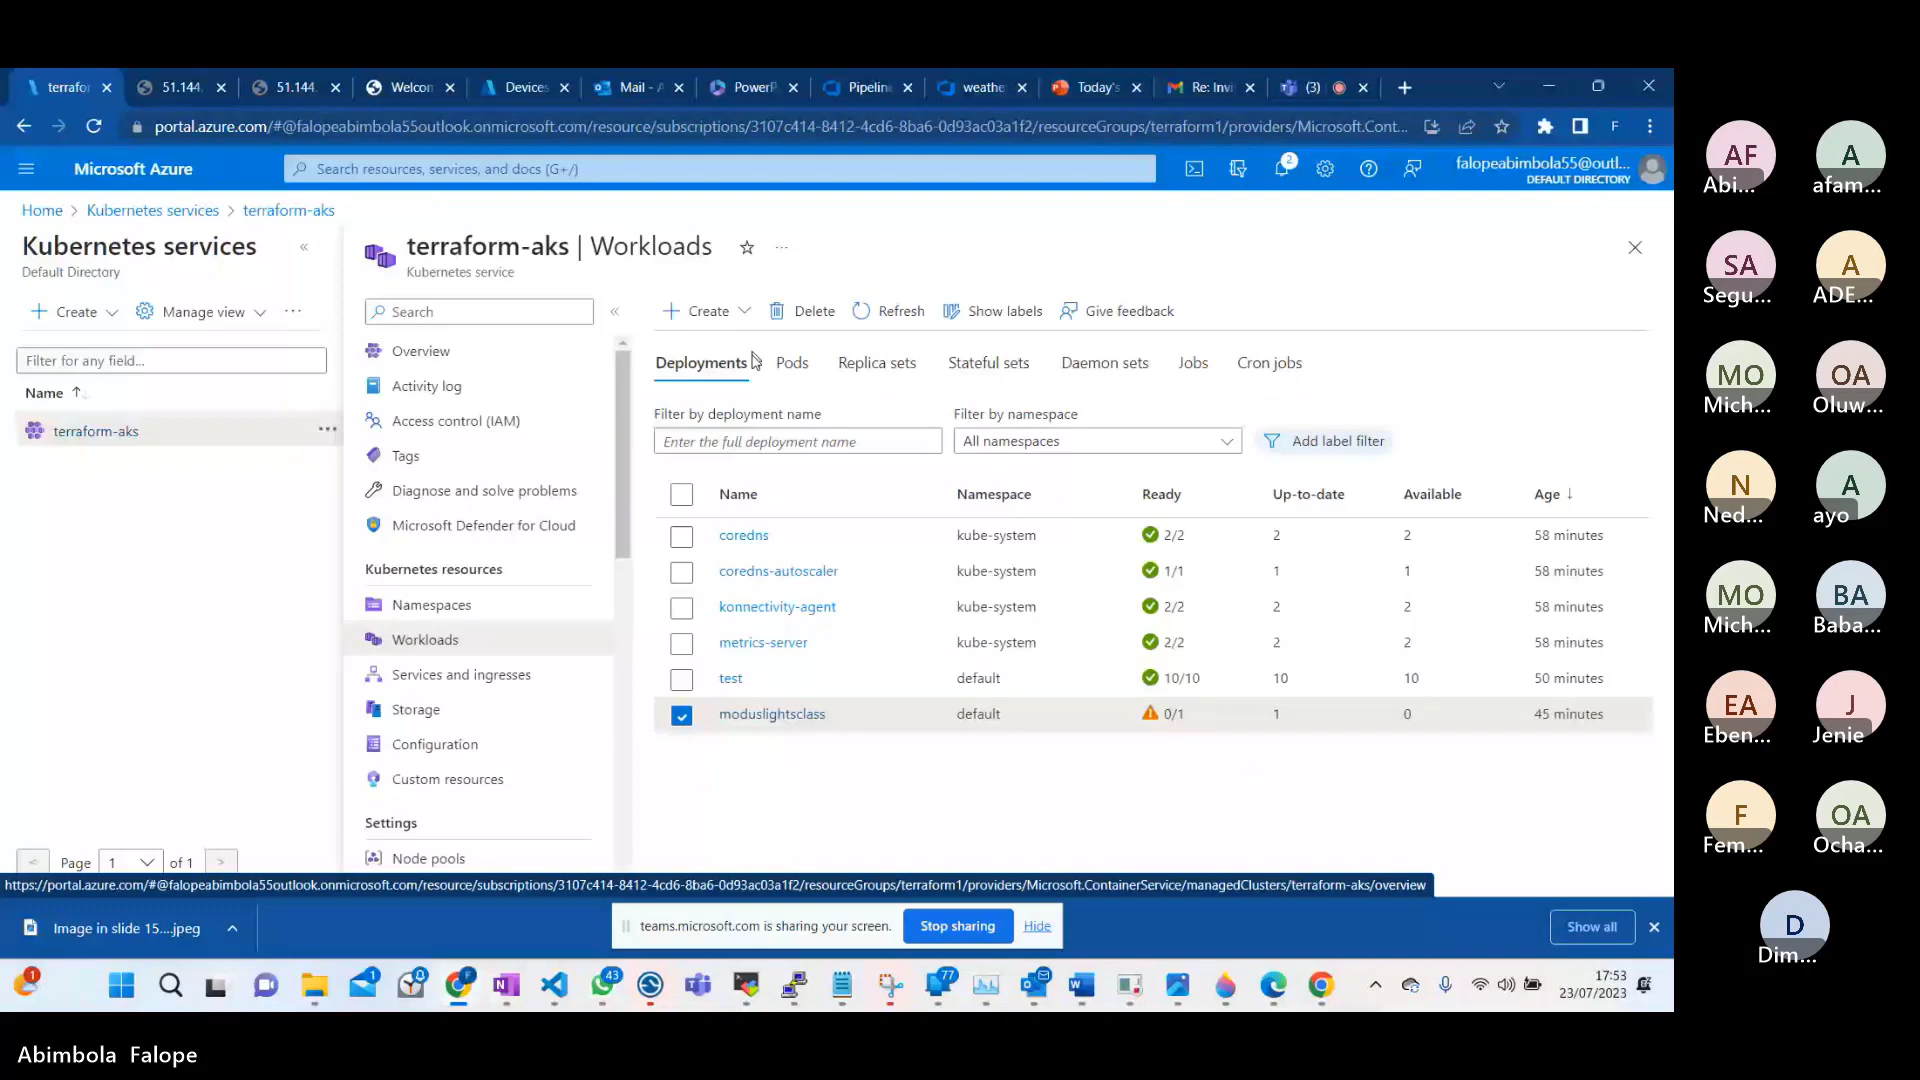 terrafor
51.144.
51.144.
Welcon
Devices
Mail - A
PowerP
Pipeline
weathe
Today's
Re: Invi
(3)
portal.azure.com/#@falopeabimbola55outlook.onmicrosoft.com/resource/subscriptions/3107c414-8412-4cd6-8ba6-0d93ac03a1f2/resourceGroups/terraform1/providers/Microsoft.Cont...
F
Microsoft Azure
Search resources, services, and docs (G+/)
2
falopeabimbola55@outl...
DEFAULT DIRECTORY
Home > Kubernetes services > terraform-aks
Kubernetes services
Default Directory
Create
Manage view
Filter for any field...
Name
terraform-aks
Page 1 of 1
terraform-aks | Workloads
Kubernetes service
Search
Overview
Activity log
Access control (IAM)
Tags
Diagnose and solve problems
Microsoft Defender for Cloud
Kubernetes resources
Namespaces
Workloads
Services and ingresses
Storage
Configuration
Custom resources
Settings
Node pools
Create
Delete
Refresh
Show labels
Give feedback
Deployments Pods Replica sets Stateful sets Daemon sets Jobs Cron jobs
Filter by deployment name
Enter the full deployment name
Filter by namespace
All namespaces
Add label filter
Name Namespace Ready Up-to-date Available Age
coredns kube-system 2/2 2 2 58 minutes
coredns-autoscaler kube-system 1/1 1 1 58 minutes
konnectivity-agent kube-system 2/2 2 2 58 minutes
metrics-server kube-system 2/2 2 2 58 minutes
test default 10/10 10 10 50 minutes
moduslightsclass default 0/1 1 0 45 minutes
https://portal.azure.com/#@falopeabimbola55outlook.onmicrosoft.com/resource/subscriptions/3107c414-8412-4cd6-8ba6-0d93ac03a1f2/resourceGroups/terraform1/providers/Microsoft.ContainerService/managedClusters/terraform-aks/overview
Image in slide 15....jpeg
teams.microsoft.com is sharing your screen.
Stop sharing
Hide
Show all
1
1
F
43
77
17:53
23/07/2023
AF
Abi...
A
afam...
SA
Segu...
A
ADE...
MO
Mich...
OA
Oluw...
N
Ned...
A
ayo
MO
Mich...
BA
Baba...
EA
Eben...
J
Jenie
F
Fem...
OA
Ocha...
D
Dim...
Abimbola Falope